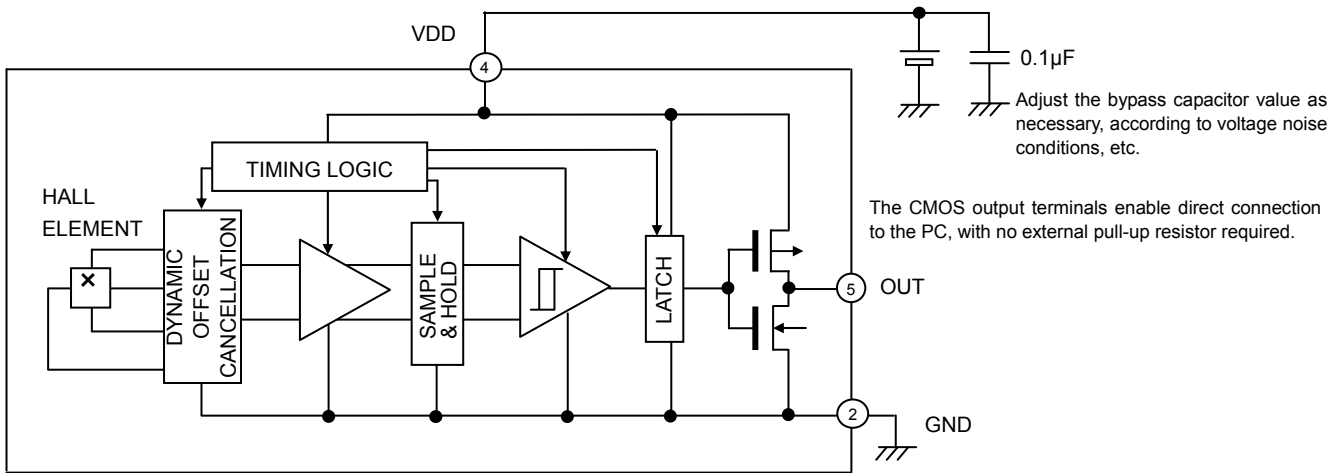 VDD
4
0.1µF
Adjust the bypass capacitor value as
necessary, according to voltage noise
conditions, etc.
TIMING LOGIC
HALL
ELEMENT
×
DYNAMIC
OFFSET
CANCELLATION
SAMPLE
& HOLD
LATCH
The CMOS output terminals enable direct connection
to the PC, with no external pull-up resistor required.
5
OUT
2
GND